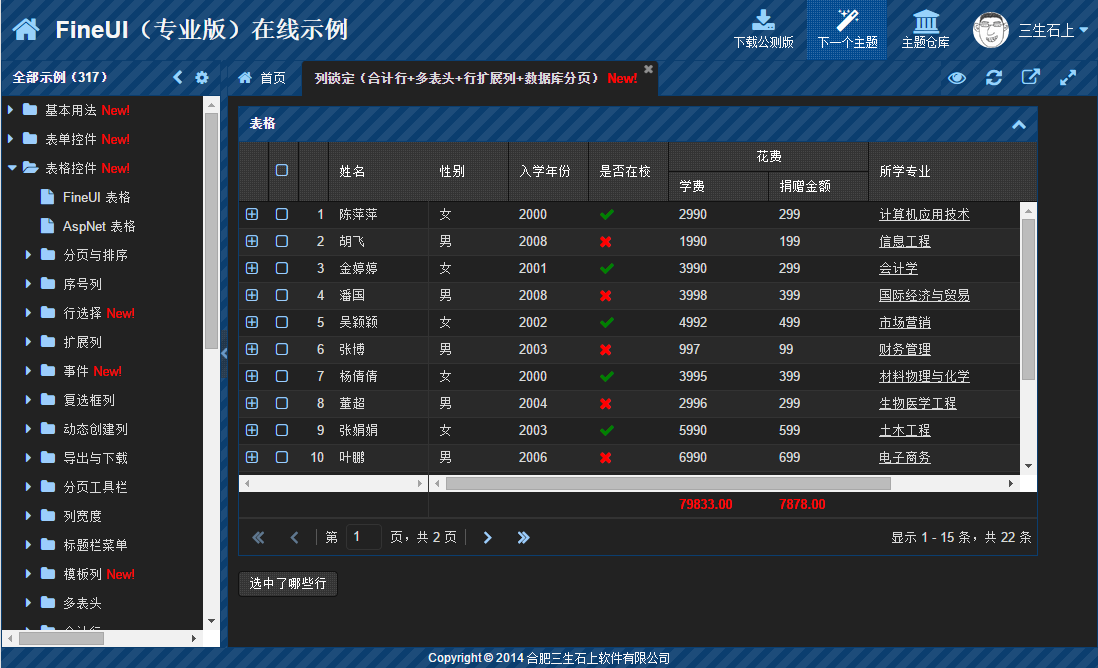 FineUI（专业版）在线示例
下载公测版
下一个主题
主题仓库
三生石上
全部示例（317）
首页
列锁定（合计行+多表头+行扩展列+数据库分页） New!
基本用法 New!
表单控件 New!
表格控件 New!
FineUI 表格
AspNet 表格
分页与排序
序号列
行选择 New!
扩展列
事件 New!
复选框列
动态创建列
导出与下载
分页工具栏
列宽度
标题栏菜单
模板列 New!
多表头
合计行
表格
姓名 性别 入学年份 是否在校 花费 所学专业
学费 捐赠金额
1 陈萍萍 女 2000 2990 299 计算机应用技术
2 胡飞 男 2008 1990 199 信息工程
3 金婷婷 女 2001 3990 299 会计学
4 潘国 男 2008 3998 399 国际经济与贸易
5 吴颖颖 女 2002 4992 499 市场营销
6 张博 男 2003 997 99 财务管理
7 杨倩倩 女 2000 3995 399 材料物理与化学
8 董超 男 2004 2996 299 生物医学工程
9 张娟娟 女 2003 5990 599 土木工程
10 叶鹏 男 2006 6990 699 电子商务
79833.00 7878.00
第 1 页，共 2 页
显示 1 - 15 条，共 22 条
选中了哪些行
Copyright © 2014 合肥三生石上软件有限公司